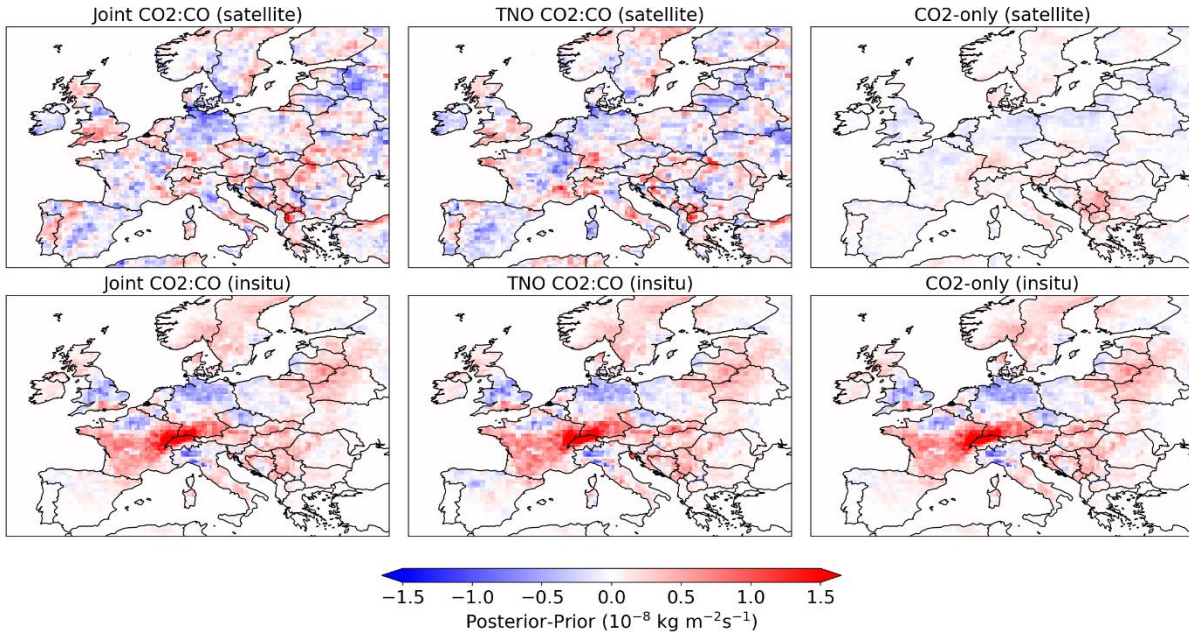 Joint CO2:CO (satellite)
TNO CO2:CO (satellite)
CO2-only (satellite)
Joint CO2:CO (insitu)
TNO CO2:CO (insitu)
CO2-only (insitu)
−1.5 −1.0 −0.5 0.0 0.5 1.0 1.5
Posterior-Prior (10⁻⁸ kg m⁻²s⁻¹)